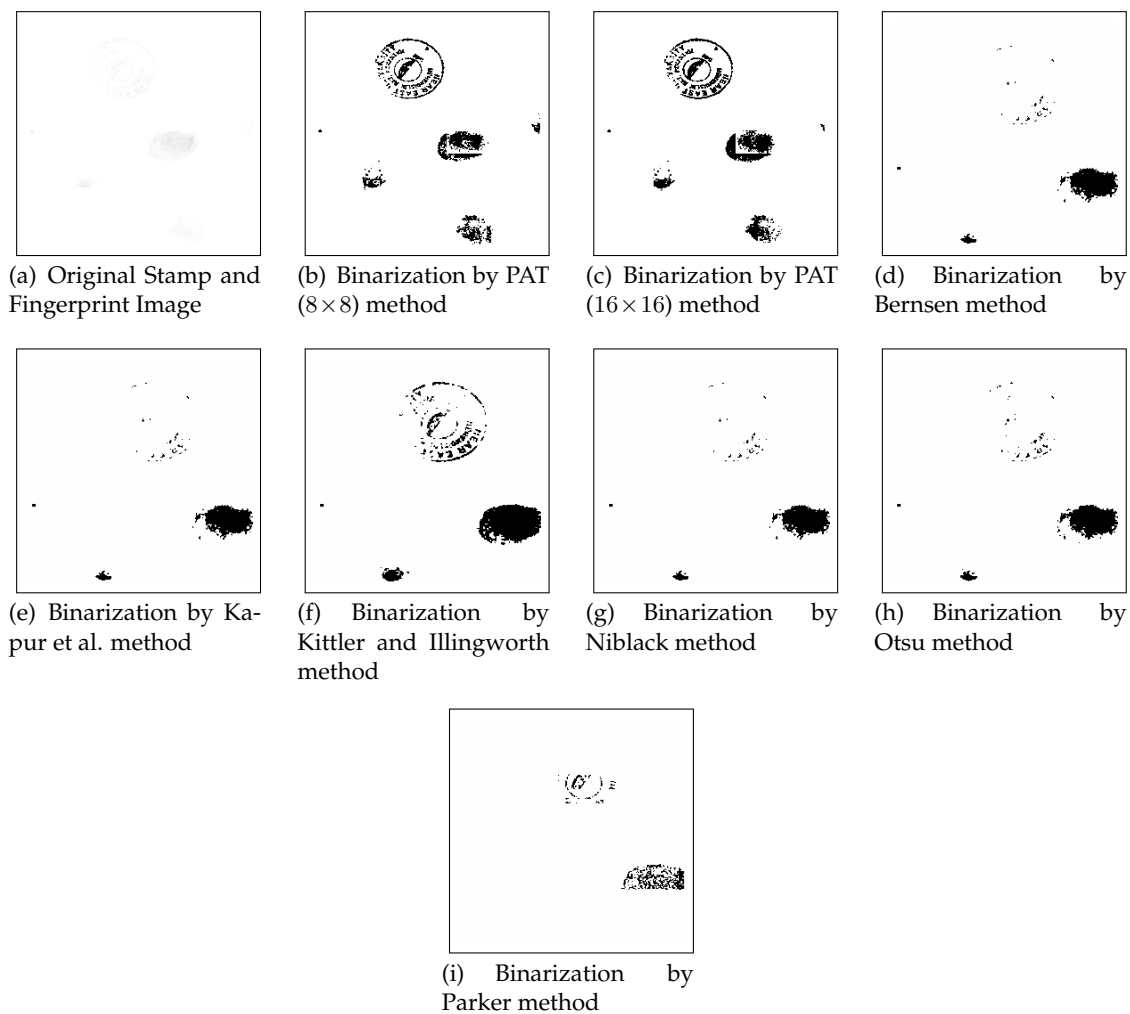 (a) Original Stamp and
Fingerprint Image
(b) Binarization by PAT
(8×8) method
(c) Binarization by PAT
(16×16) method
(d) Binarization by
Bernsen method
NEAR EAST
(e) Binarization by Ka-
pur et al. method
(f) Binarization by
Kittler and Illingworth
method
(g) Binarization by
Niblack method
(h) Binarization by
Otsu method
(i) Binarization by
Parker method